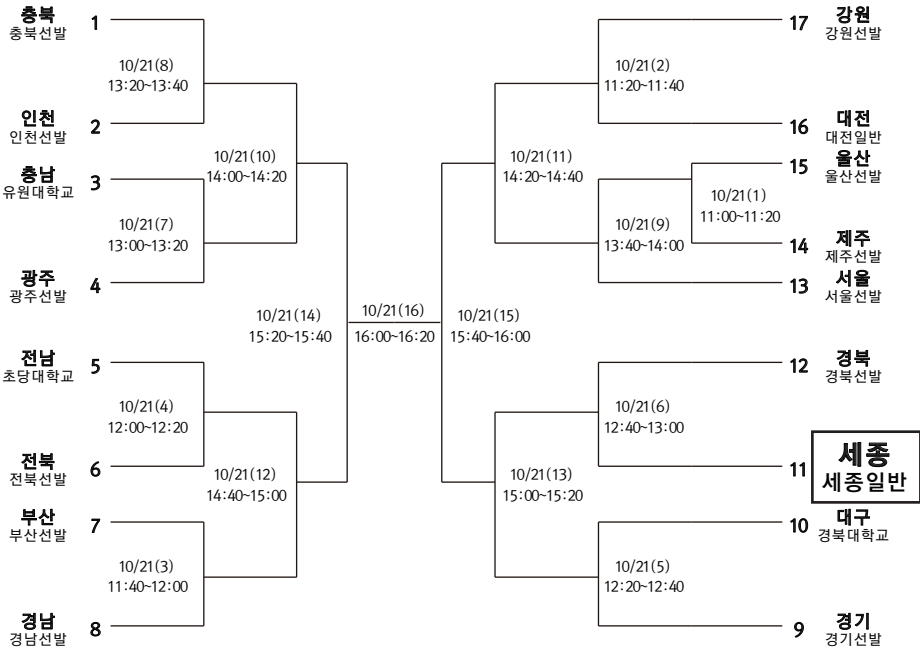 충북
충북선발
1
10/21(8)
13:20~13:40
인천
인천선발
2
10/21(10)
14:00~14:20
충남
유원대학교
3
10/21(7)
13:00~13:20
광주
광주선발
4
10/21(14)
15:20~15:40
전남
초당대학교
5
10/21(4)
12:00~12:20
전북
전북선발
6
10/21(12)
14:40~15:00
부산
부산선발
7
10/21(3)
11:40~12:00
경남
경남선발
8
10/21(16)
16:00~16:20
17
강원
강원선발
10/21(2)
11:20~11:40
16
대전
대전일반
10/21(11)
14:20~14:40
15
울산
울산선발
10/21(1)
11:00~11:20
10/21(9)
13:40~14:00
14
제주
제주선발
13
서울
서울선발
10/21(15)
15:40~16:00
12
경북
경북선발
10/21(6)
12:40~13:00
11
세종
세종일반
10/21(13)
15:00~15:20
10
대구
경북대학교
10/21(5)
12:20~12:40
9
경기
경기선발